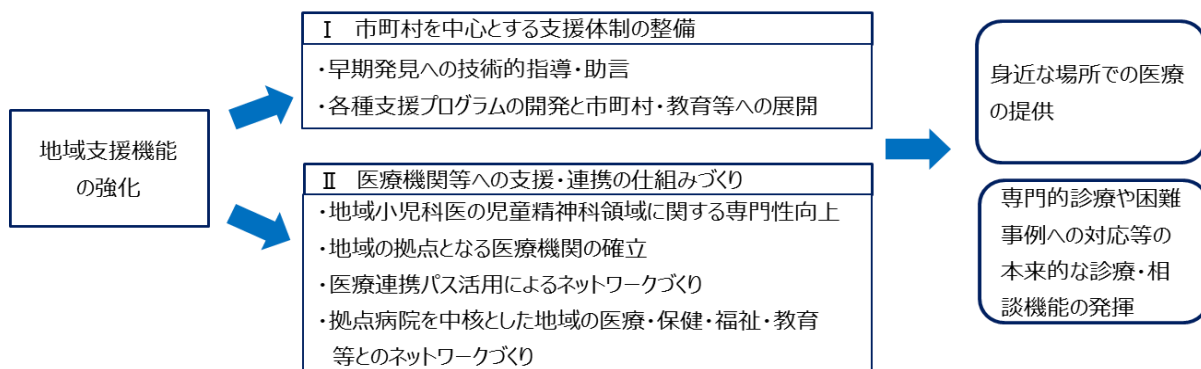 地域支援機能
の強化
Ⅰ 市町村を中心とする支援体制の整備
・早期発見への技術的指導・助言
・各種支援プログラムの開発と市町村・教育等への展開
Ⅱ 医療機関等への支援・連携の仕組みづくり
・地域小児科医の児童精神科領域に関する専門性向上
・地域の拠点となる医療機関の確立
・医療連携パス活用によるネットワークづくり
・拠点病院を中核とした地域の医療・保健・福祉・教育
等とのネットワークづくり
身近な場所での医療
の提供
専門的診療や困難
事例への対応等の
本来的な診療・相
談機能の発揮